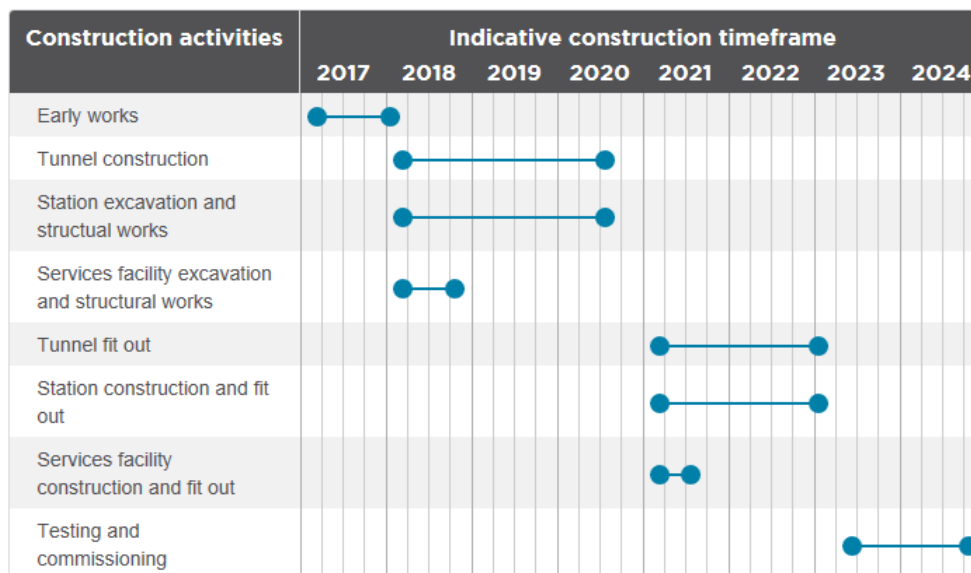 Construction activities
Indicative construction timeframe
2017 2018 2019 2020 2021 2022 2023 2024
Early works
Tunnel construction
Station excavation and
structual works
Services facility excavation
and structural works
Tunnel fit out
Station construction and fit
out
Services facility
construction and fit out
Testing and
commissioning